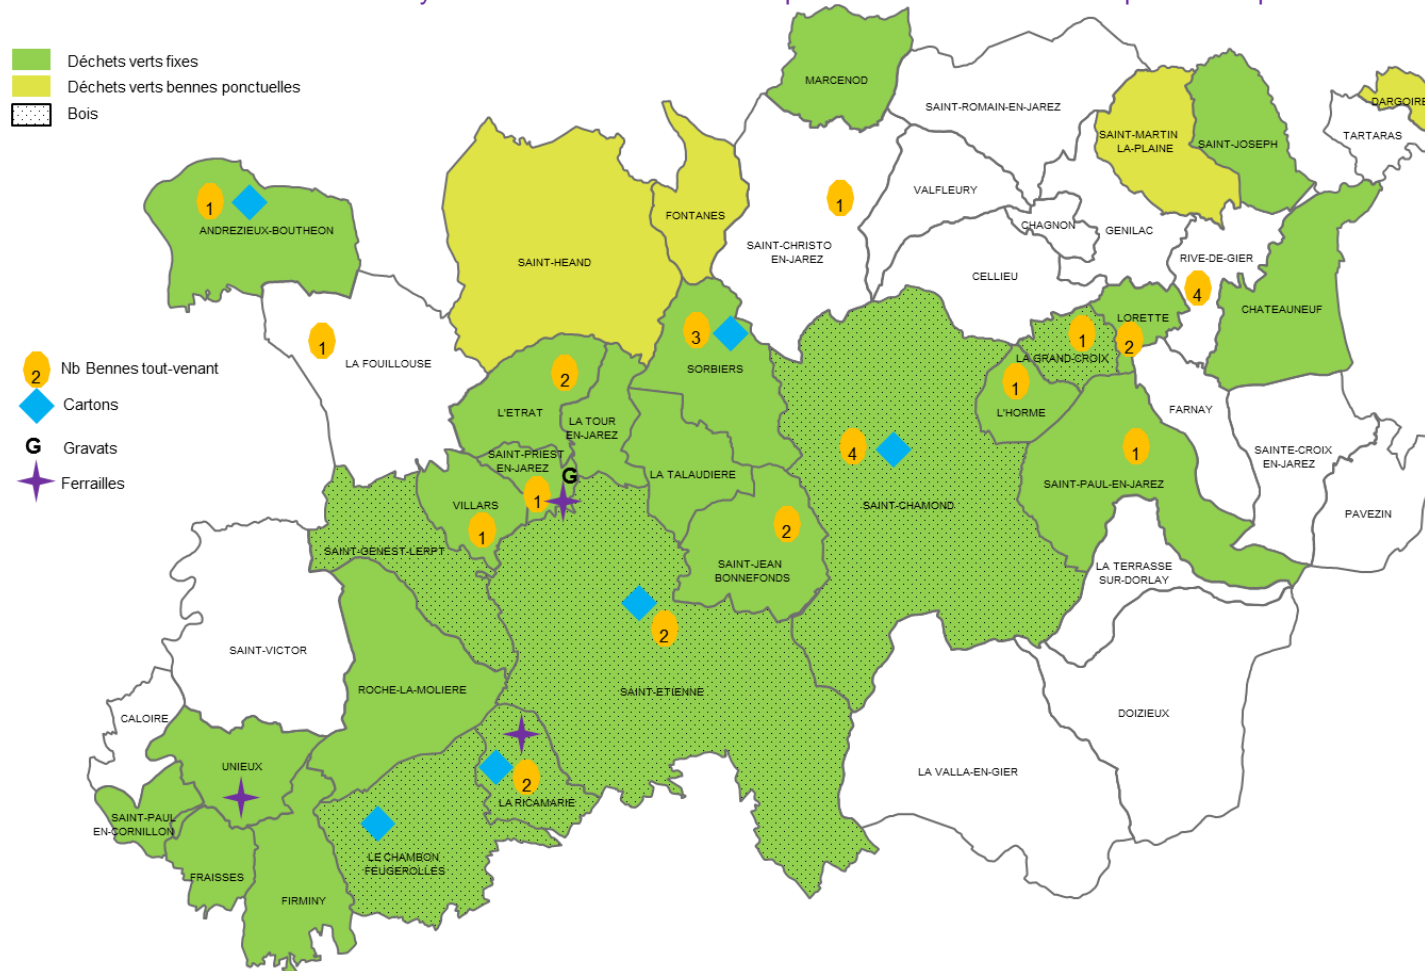 Déchets verts fixes
Déchets verts bennes ponctuelles
Bois
MARCENOD
SAINT-ROMAIN-EN-JAREZ
DARGOIRE
TARTARAS
SAINT-MARTIN
LA-PLAINE
SAINT-JOSEPH
VALFLEURY
1
ANDREZIEUX-BOUTHEON
FONTANES
1
SAINT-CHRISTO
EN-JAREZ
CHAGNON
GENILAC
SAINT-HEAND
CELLIEU
RIVE-DE-GIER
4
CHATEAUNEUF
1
LA FOUILLOUSE
3
SORBIERS
LORETTE
1
2
LA GRAND-CROIX
2 Nb Bennes tout-venant
Cartons
G Gravats
Ferrailles
2
L'ETRAT
LA TOUR
EN-JAREZ
1
L'HORME
FARNAY
SAINT-PRIEST
EN-JAREZ
G
1
LA TALAUDIERE
4
SAINT-CHAMOND
1
SAINT-PAUL-EN-JAREZ
SAINTE-CROIX
EN-JAREZ
PAVEZIN
VILLARS
1
2
SAINT-JEAN
BONNEFONDS
SAINT-GENEST-LERPT
LA TERRASSE
SUR-DORLAY
SAINT-VICTOR
2
SAINT-ETIENNE
ROCHE-LA-MOLIERE
CALOIRE
DOIZIEUX
UNIEUX
2
LA RICAMARIE
LA VALLA-EN-GIER
SAINT-PAUL
EN-CORNILLON
LE CHAMBON
FEUGEROLLES
FRAISSES
FIRMINY